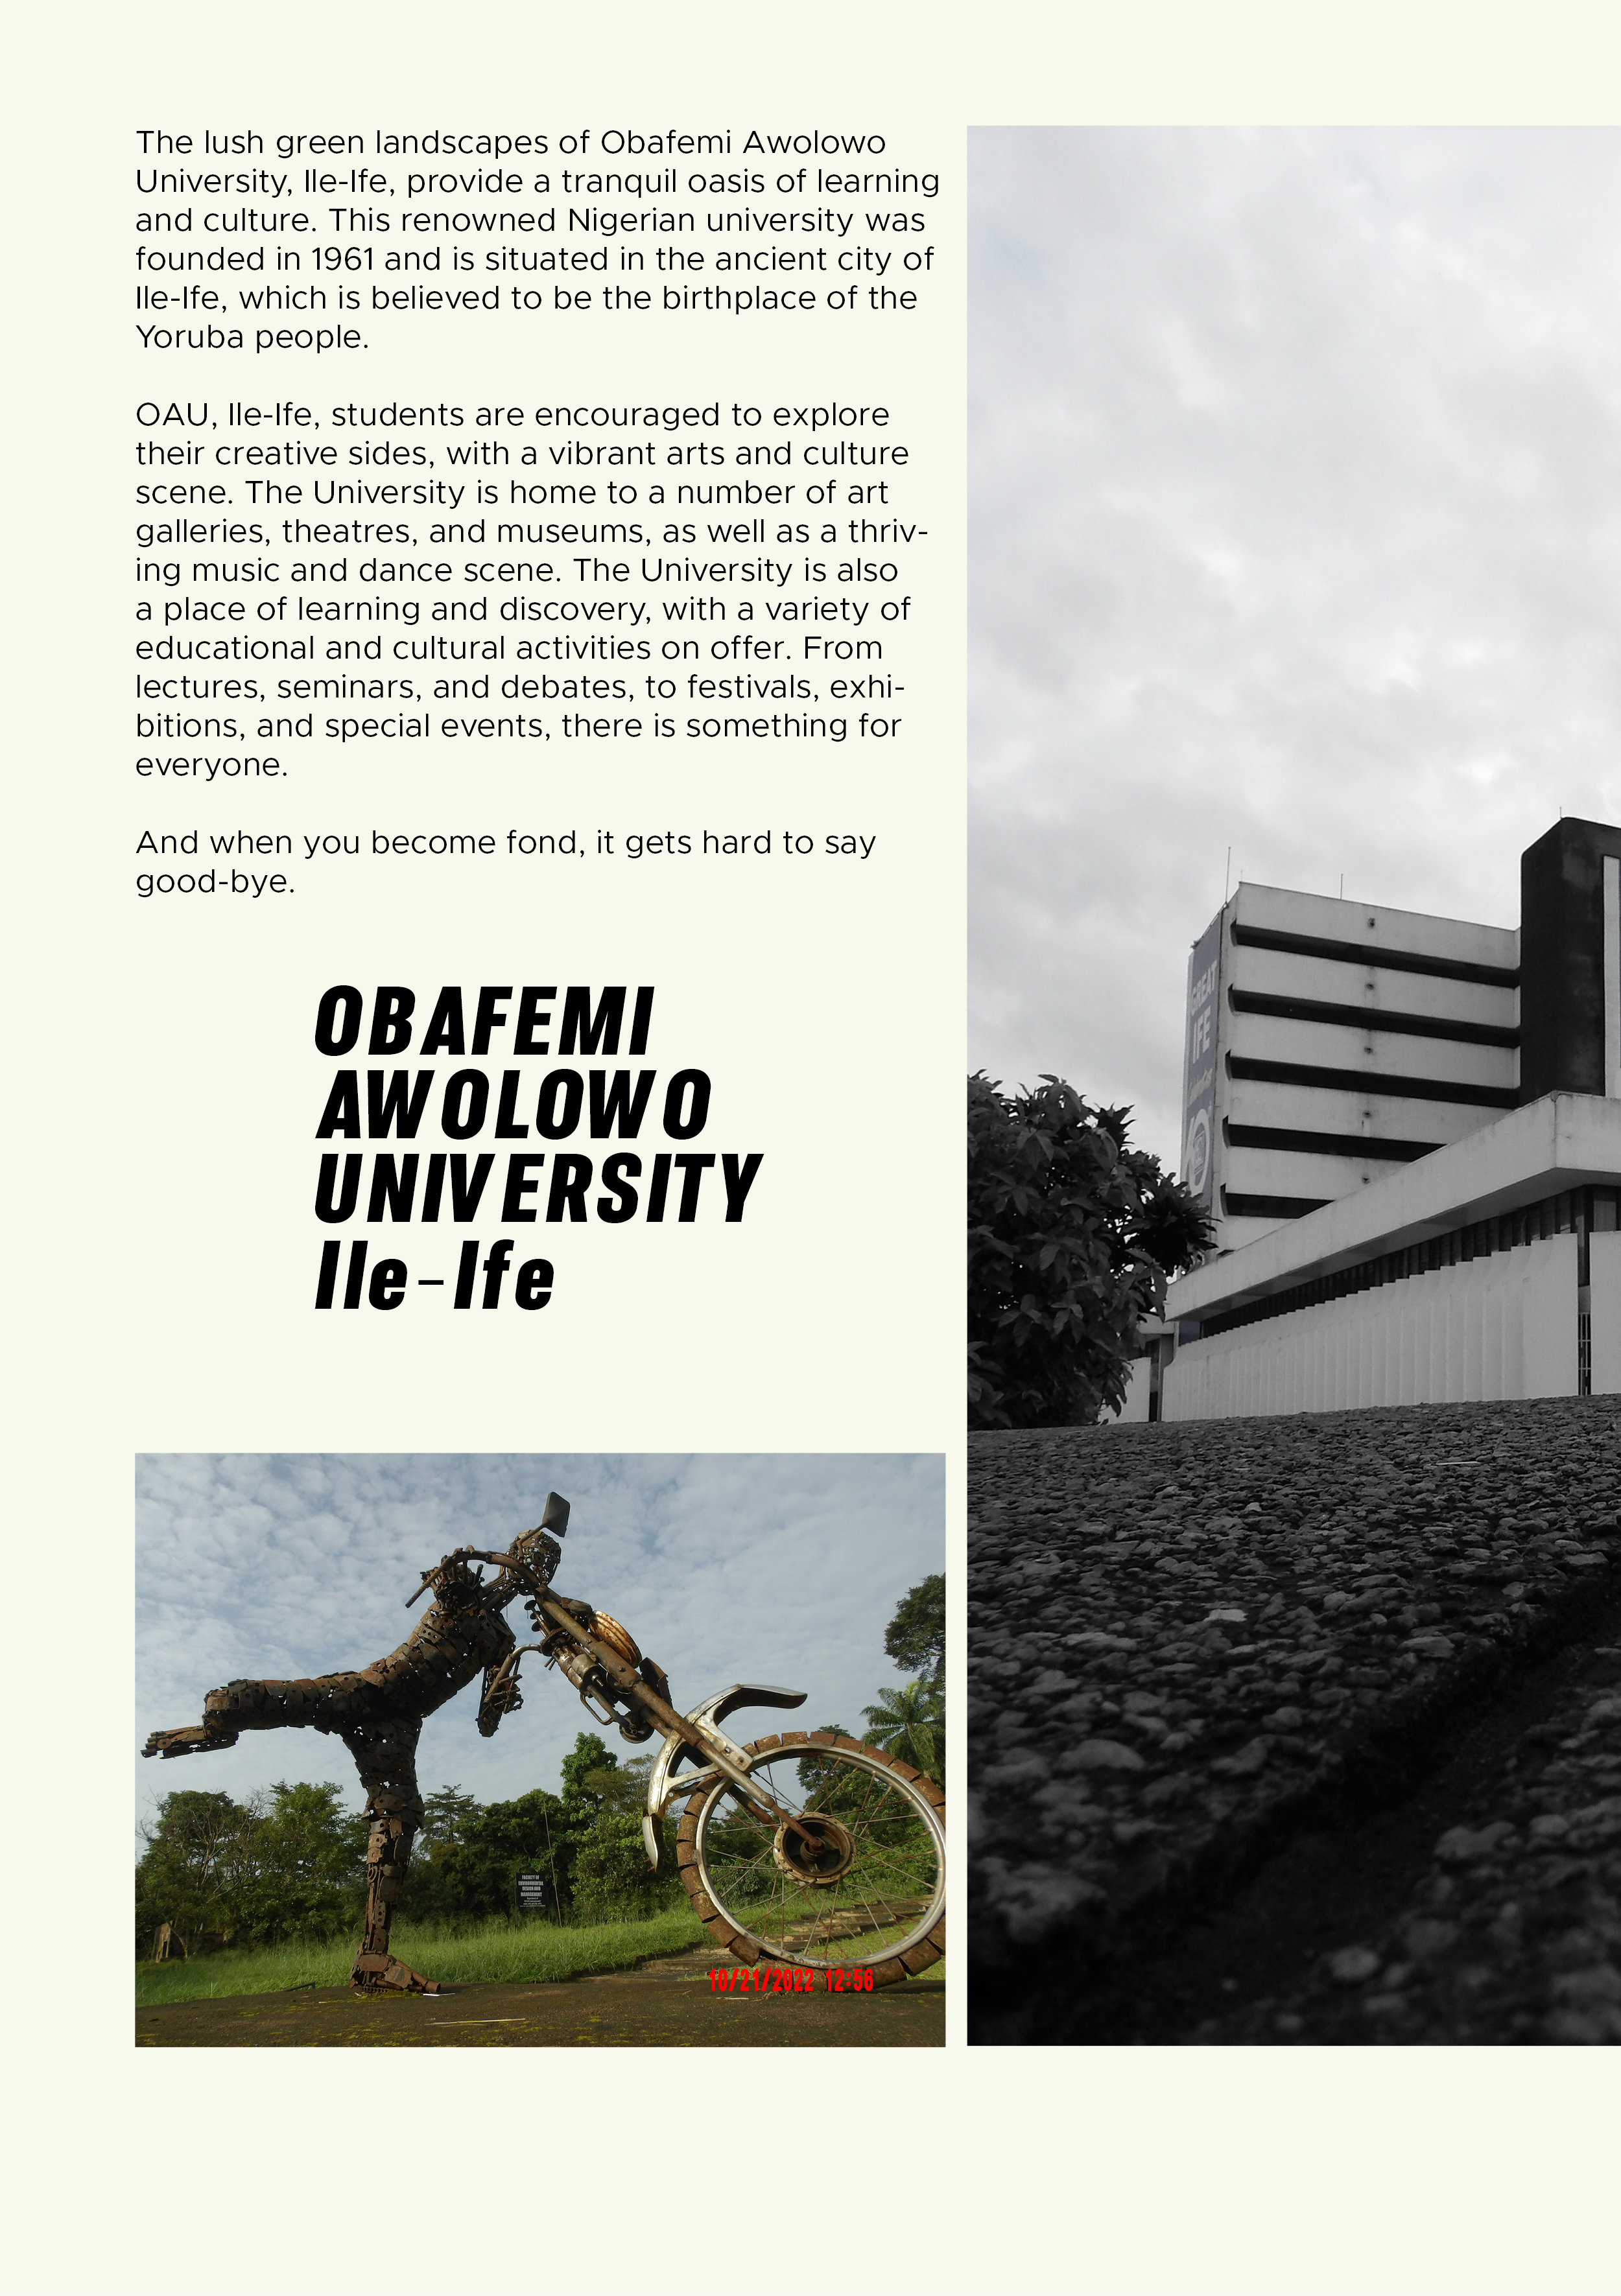 The lush green landscapes of Obafemi Awolowo
University, Ile-Ife, provide a tranquil oasis of learning
and culture. This renowned Nigerian university was
founded in 1961 and is situated in the ancient city of
Ile-Ife, which is believed to be the birthplace of the
Yoruba people.
OAU, Ile-Ife, students are encouraged to explore
their creative sides, with a vibrant arts and culture
scene. The University is home to a number of art
galleries, theatres, and museums, as well as a thriv-
ing music and dance scene. The University is also
a place of learning and discovery, with a variety of
educational and cultural activities on offer. From
lectures, seminars, and debates, to festivals, exhi-
bitions, and special events, there is something for
everyone.
And when you become fond, it gets hard to say
good-bye.
OBAFEMI
AWOLOWO
UNIVERSITY
Ile-Ife
GREAT
IFE
FACULTY OF
ENVIRONMENTAL
DESIGN AND
MANAGEMENT
10/21/2022 12:56